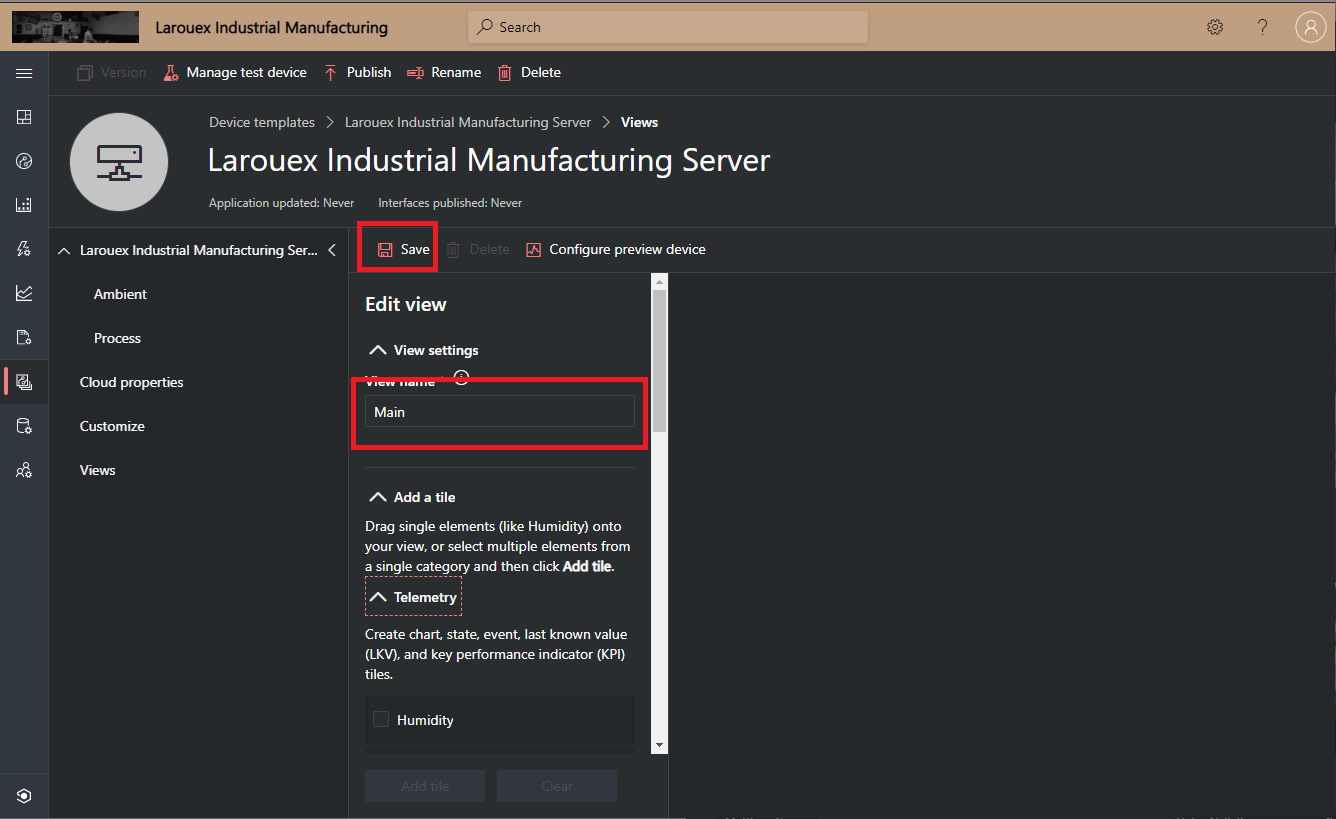 Larouex Industrial Manufacturing
Search
Version
Manage test device
Publish
Rename
Delete
Device templates > Larouex Industrial Manufacturing Server > Views
Larouex Industrial Manufacturing Server
Application updated: Never
Interfaces published: Never
Larouex Industrial Manufacturing Ser...
Ambient
Process
Cloud properties
Customize
Views
Save
Delete
Configure preview device
Edit view
View settings
View name
Main
Add a tile
Drag single elements (like Humidity) onto
your view, or select multiple elements from
a single category and then click Add tile.
Telemetry
Create chart, state, event, last known value
(LKV), and key performance indicator (KPI)
tiles.
Humidity
Add tile
Clear